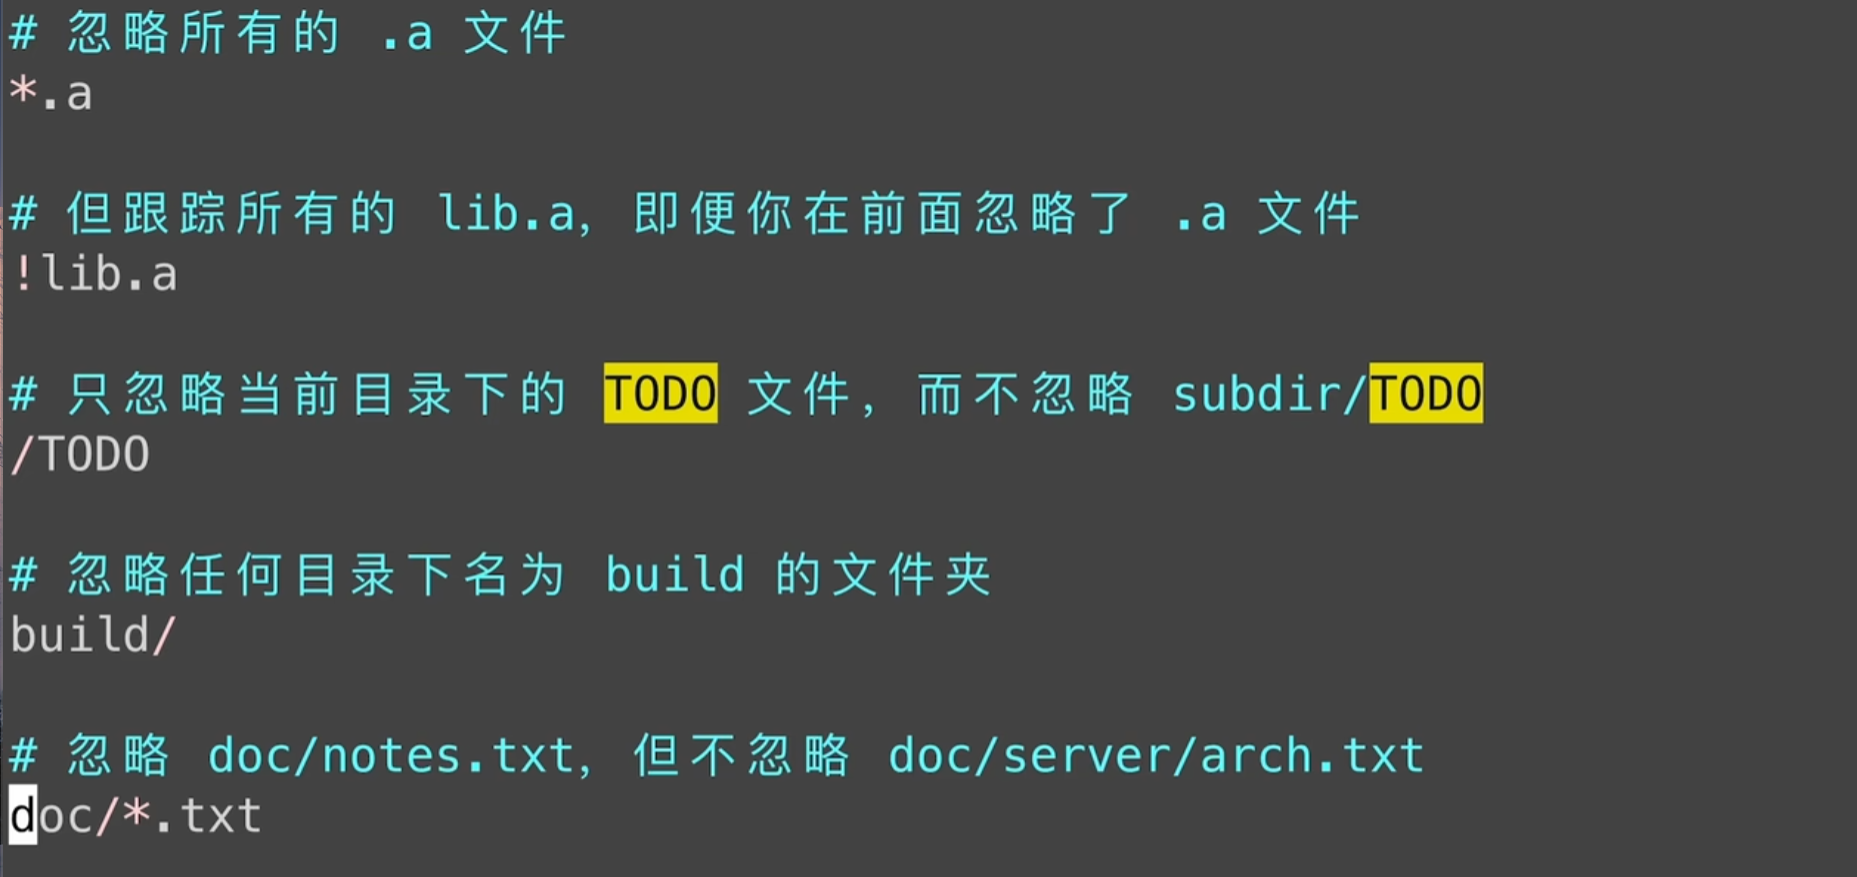 # 忽略所有的 .a 文件
*.a
# 但跟踪所有的 lib.a, 即便你在前面忽略了 .a 文件
!lib.a
# 只忽略当前目录下的 TODO 文件, 而不忽略 subdir/TODO
/TODO
# 忽略任何目录下名为 build 的文件夹
build/
# 忽略 doc/notes.txt, 但不忽略 doc/server/arch.txt
doc/*.txt